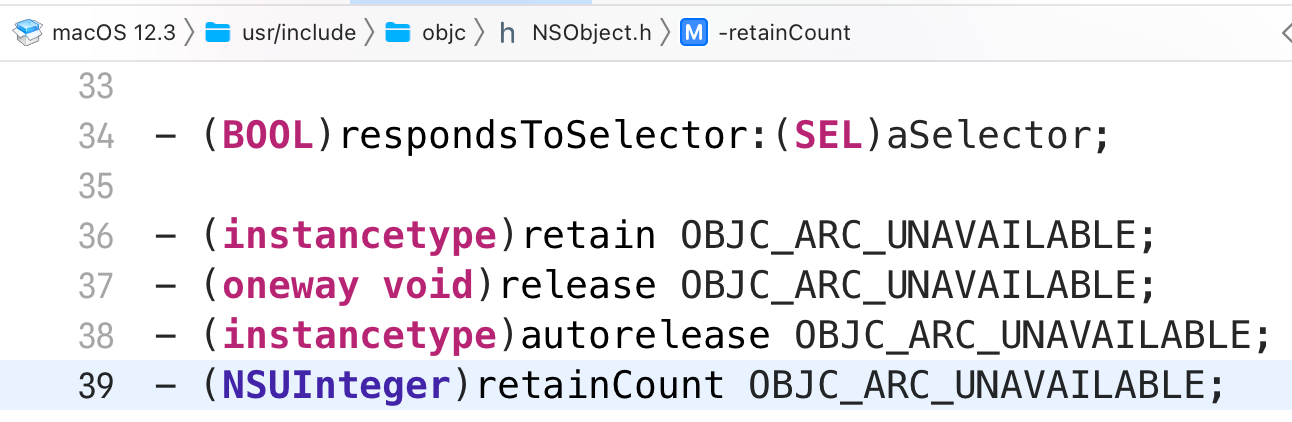 macOS 12.3 usr/include objc h NSObject.h M -retainCount
33
34 - (BOOL)respondsToSelector:(SEL)aSelector;
35
36 - (instancetype)retain OBJC_ARC_UNAVAILABLE;
37 - (oneway void)release OBJC_ARC_UNAVAILABLE;
38 - (instancetype)autorelease OBJC_ARC_UNAVAILABLE;
39 - (NSUInteger)retainCount OBJC_ARC_UNAVAILABLE;